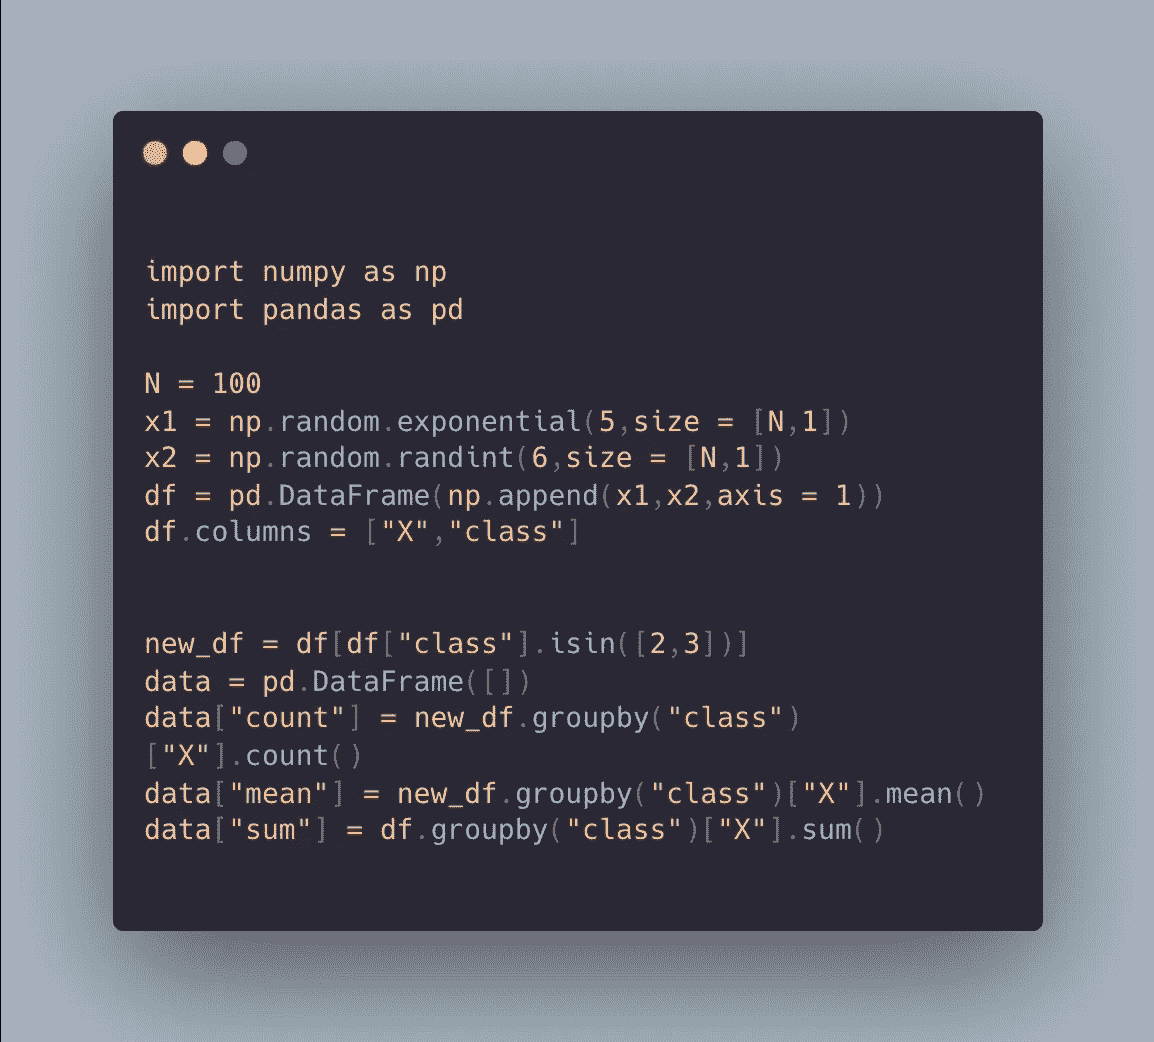 import numpy as np
import pandas as pd
N = 100
x1 = np.random.exponential(5,size = [N,1])
x2 = np.random.randint(6,size = [N,1])
df = pd.DataFrame(np.append(x1,x2,axis = 1))
df.columns = ["X","class"]
new_df = df[df["class"].isin([2,3])]
data = pd.DataFrame([])
data["count"] = new_df.groupby("class")
["X"].count()
data["mean"] = new_df.groupby("class")["X"].mean()
data["sum"] = df.groupby("class")["X"].sum()